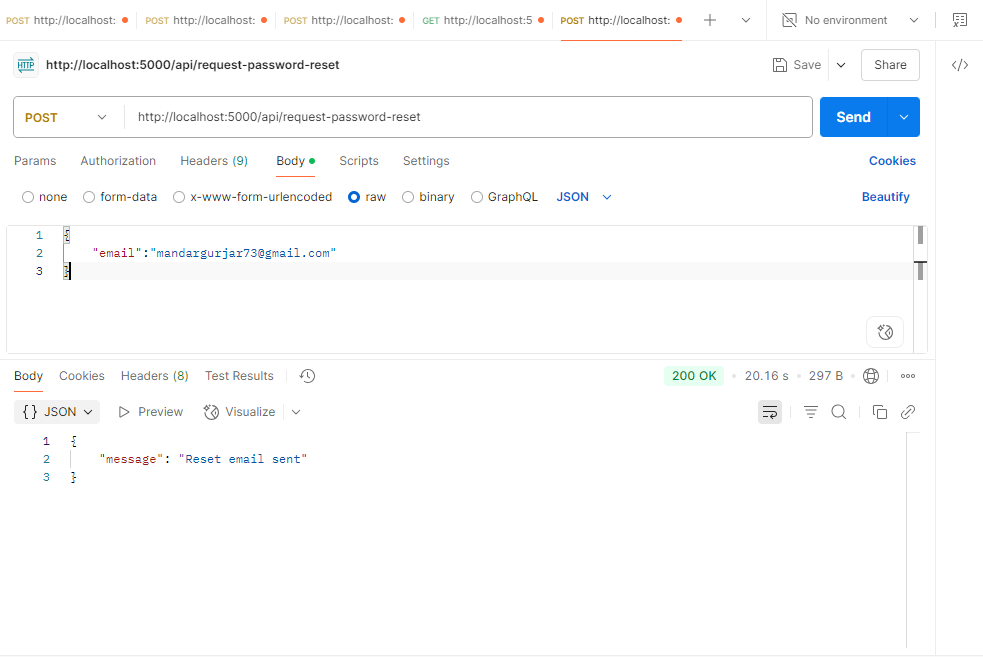 POST http://localhost: POST http://localhost: POST http://localhost: GET http://localhost:5 POST http://localhost: No environment
HTTP http://localhost:5000/api/request-password-reset Save Share </>
POST http://localhost:5000/api/request-password-reset Send
Params Authorization Headers (9) Body Scripts Settings Cookies
none form-data x-www-form-urlencoded raw binary GraphQL JSON Beautify
1 {
2 "email":"mandargurjar73@gmail.com"
3 }
Body Cookies Headers (8) Test Results 200 OK 20.16 s 297 B
{} JSON Preview Visualize
1 {
2 "message": "Reset email sent"
3 }